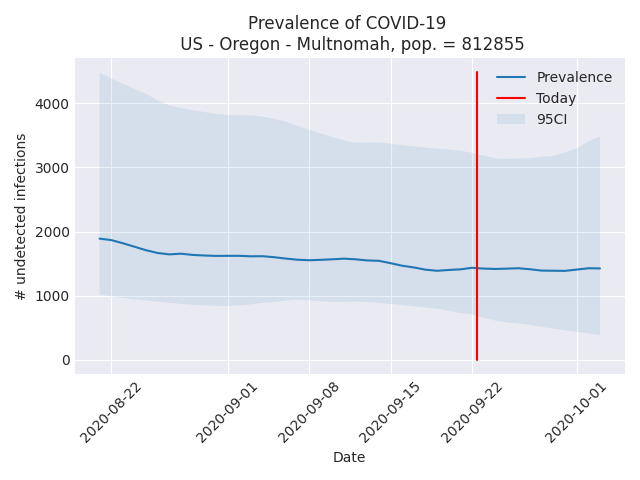 Prevalence of COVID-19
US - Oregon - Multnomah, pop. = 812855
Prevalence
Today
95CI
4000
3000
2000
1000
0
# undetected infections
2020-08-22
2020-09-01
2020-09-08
2020-09-15
2020-09-22
2020-10-01
Date